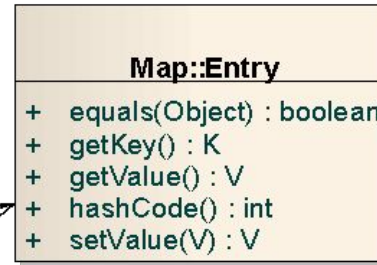 Map::Entry
+ equals(Object) : boolean
+ getKey() : K
+ getValue() : V
+ hashCode() : int
+ setValue(V) : V